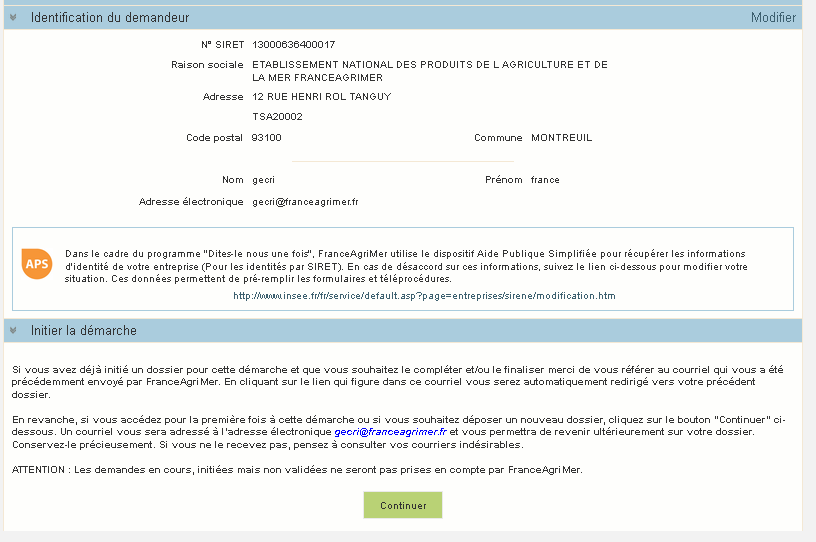 Identification du demandeur Modifier
N° SIRET 13000636400017
Raison sociale ETABLISSEMENT NATIONAL DES PRODUITS DE L AGRICULTURE ET DE
LA MER FRANCEAGRIMER
Adresse 12 RUE HENRI ROL TANGUY
TSA20002
Code postal 93100 Commune MONTREUIL
Nom gecri Prénom france
Adresse électronique gecri@franceagrimer.fr
APS
Dans le cadre du programme "Dites-le nous une fois", FranceAgriMer utilise le dispositif Aide Publique Simplifiée pour récupérer les informations
d'identité de votre entreprise (Pour les identités par SIRET). En cas de désaccord sur ces informations, suivez le lien ci-dessous pour modifier votre
situation. Ces données permettent de pré-remplir les formulaires et téléprocédures.
http://www.insee.fr/fr/service/default.asp?page=entreprises/sirene/modification.htm
Initier la démarche
Si vous avez déjà initié un dossier pour cette démarche et que vous souhaitez le compléter et/ou le finaliser merci de vous référer au courriel qui vous a été
précédemment envoyé par FranceAgriMer. En cliquant sur le lien qui figure dans ce courriel vous serez automatiquement redirigé vers votre précédent
dossier.
En revanche, si vous accédez pour la première fois à cette démarche ou si vous souhaitez déposer un nouveau dossier, cliquez sur le bouton "Continuer" ci-
dessous. Un courriel vous sera adressé à l'adresse électronique gecri@franceagrimer.fr et vous permettra de revenir ultérieurement sur votre dossier.
Conservez-le précieusement. Si vous ne le recevez pas, pensez à consulter vos courriers indésirables.
ATTENTION : Les demandes en cours, initiées mais non validées ne seront pas prises en compte par FranceAgriMer.
Continuer